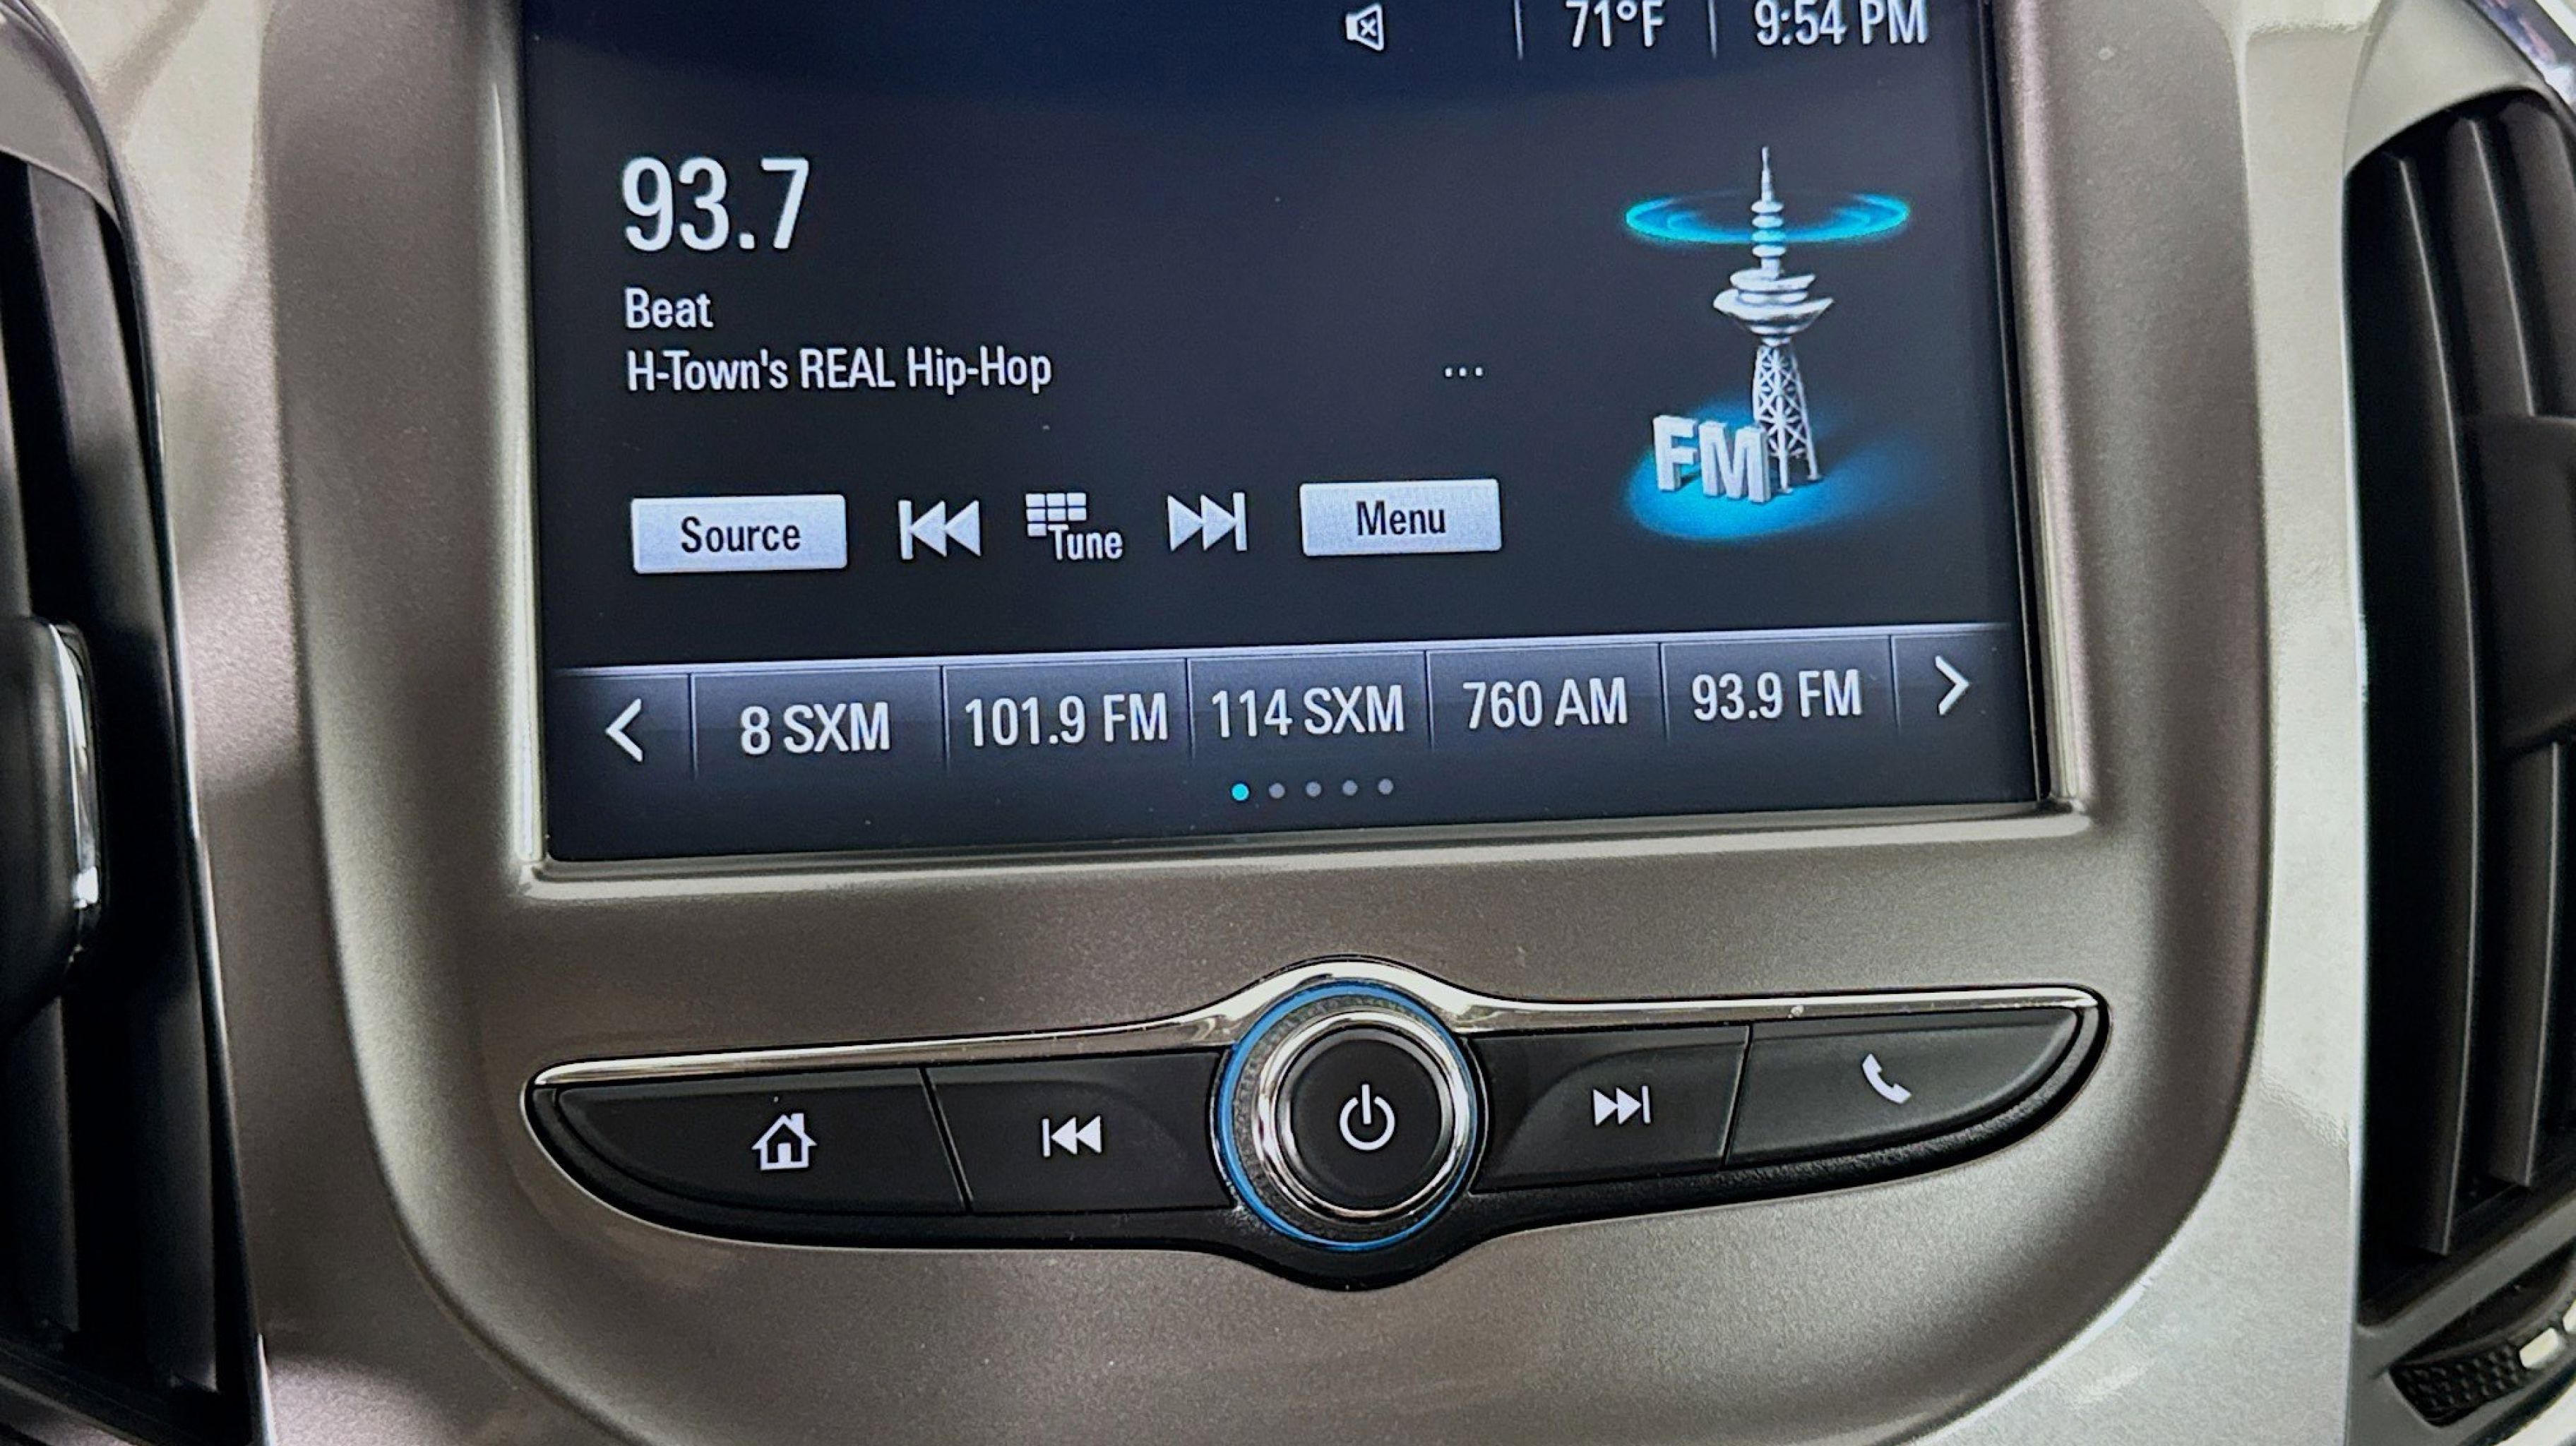 71°F 9:54 PM
93.7
Beat
H-Town's REAL Hip-Hop
...
FM
Source Tune Menu
8 SXM 101.9 FM 114 SXM 760 AM 93.9 FM